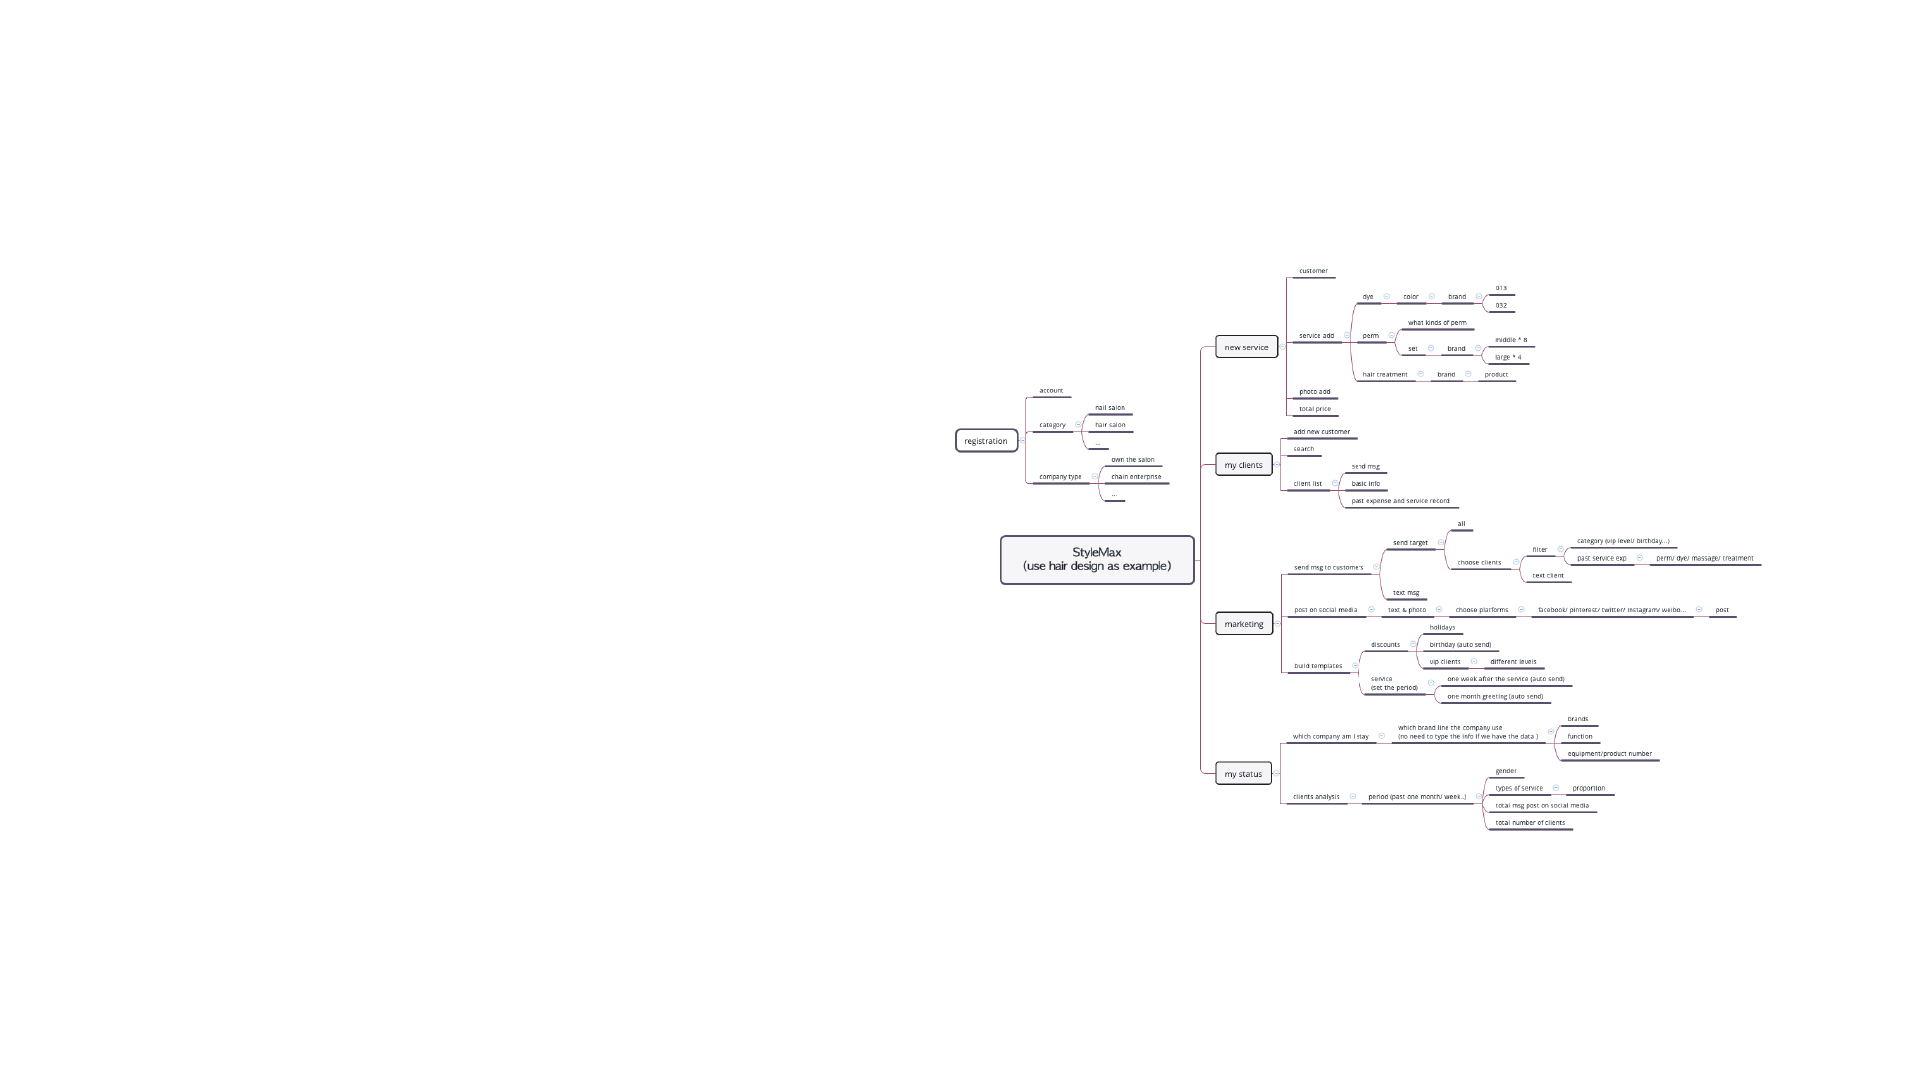 registration
account
category
nail salon
hair salon
...
company type
own the salon
chain enterprise
...
StyleMax
(use hair design as example)
new service
customer
service add
dye
color
brand
013
032
perm
what kinds of perm
set
brand
middle * 8
large * 4
hair treatment
brand
product
photo add
total price
my clients
add new customer
search
client list
send msg
basic info
past expense and service record
marketing
send msg to customers
send target
all
choose clients
filter
category (vip level/ birthday...)
past service exp
perm/ dye/ massage/ treatment
text client
text msg
post on social media
text & photo
choose platforms
facebook/ pinterest/ twitter/ instagram/ weibo...
post
build templates
discounts
holidays
birthday (auto send)
vip clients
different levels
service
(set the period)
one week after the service (auto send)
one month greeting (auto send)
my status
which company am I stay
which brand line the company use
(no need to type the info if we have the data )
brands
function
equipment/product number
clients analysis
period (past one month/ week..)
gender
types of service
proportion
total msg post on social media
total number of clients